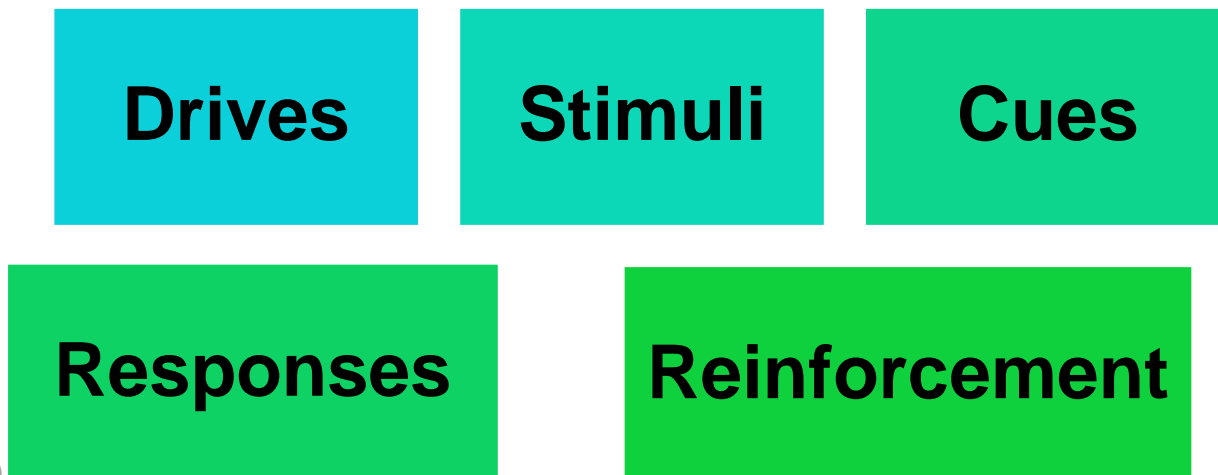 Drives
Stimuli
Cues
Responses
Reinforcement